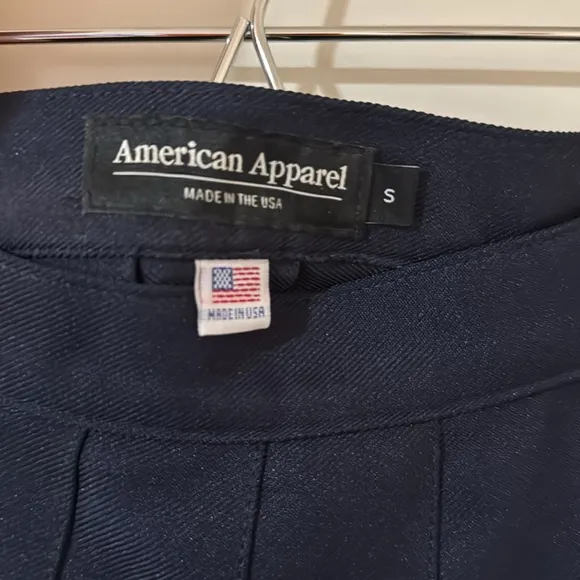 American Apparel
MADE IN THE USA
S
MADE IN USA